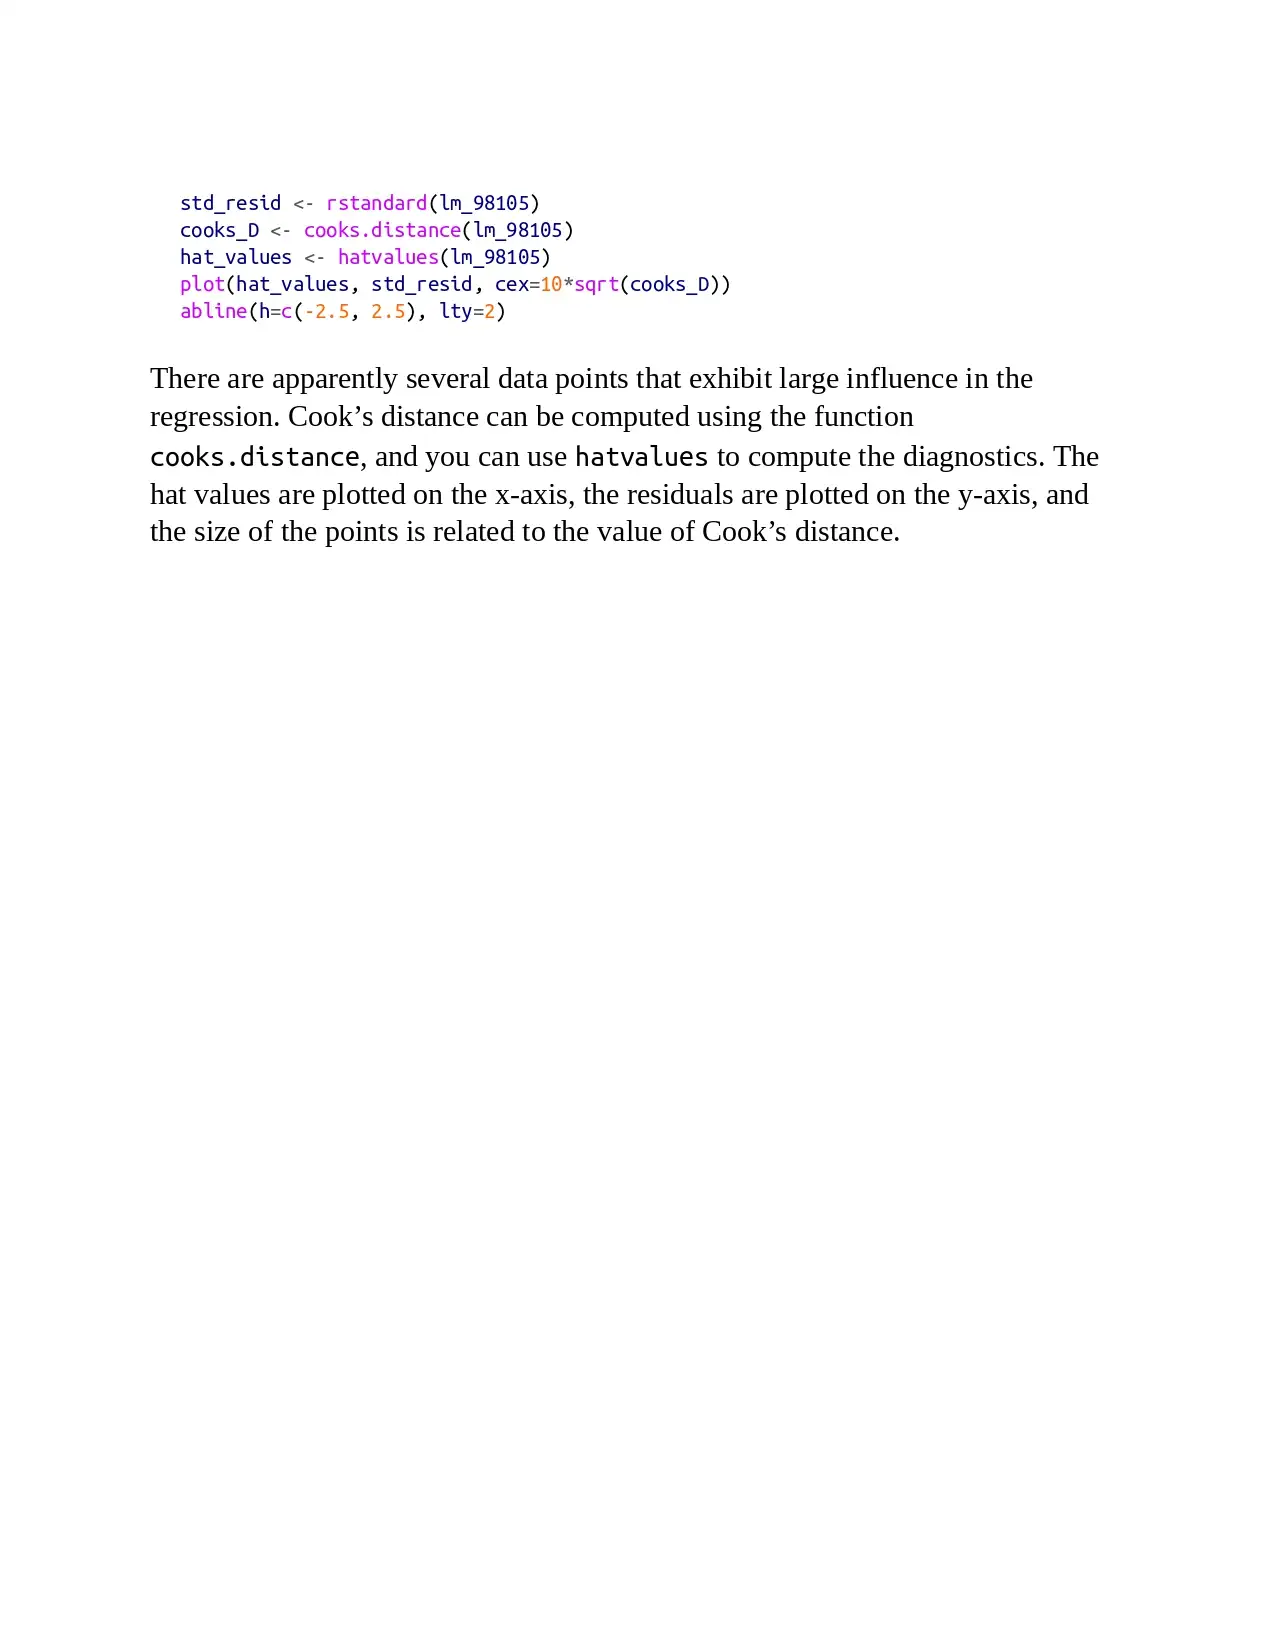 std_resid <- rstandard(lm_98105)
cooks_D <- cooks.distance(lm_98105)
hat_values <- hatvalues(lm_98105)
plot(hat_values, std_resid, cex=10*sqrt(cooks_D))
abline(h=c(-2.5, 2.5), lty=2)
There are apparently several data points that exhibit large influence in the
regression. Cook’s distance can be computed using the function
cooks.distance, and you can use hatvalues to compute the diagnostics. The
hat values are plotted on the x-axis, the residuals are plotted on the y-axis, and
the size of the points is related to the value of Cook’s distance.